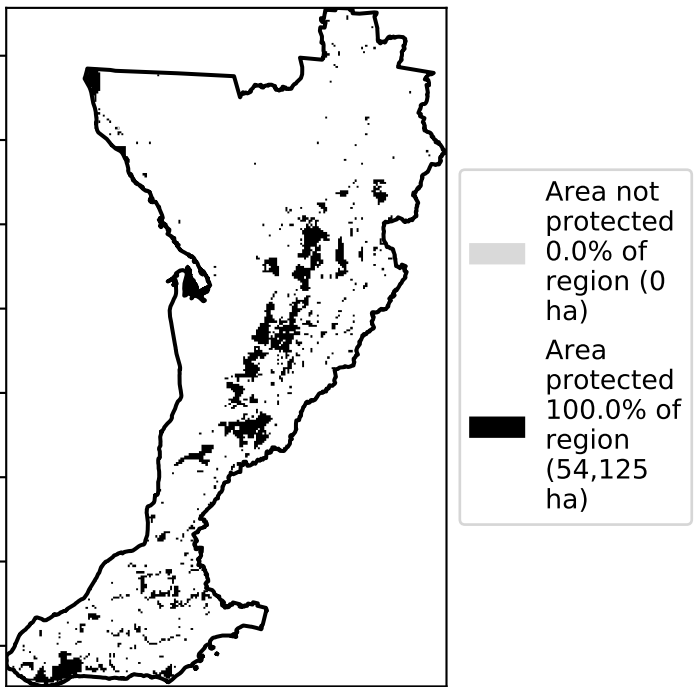 Area not
protected
0.0% of
region (0
ha)
Area
protected
100.0% of
region
(54,125
ha)